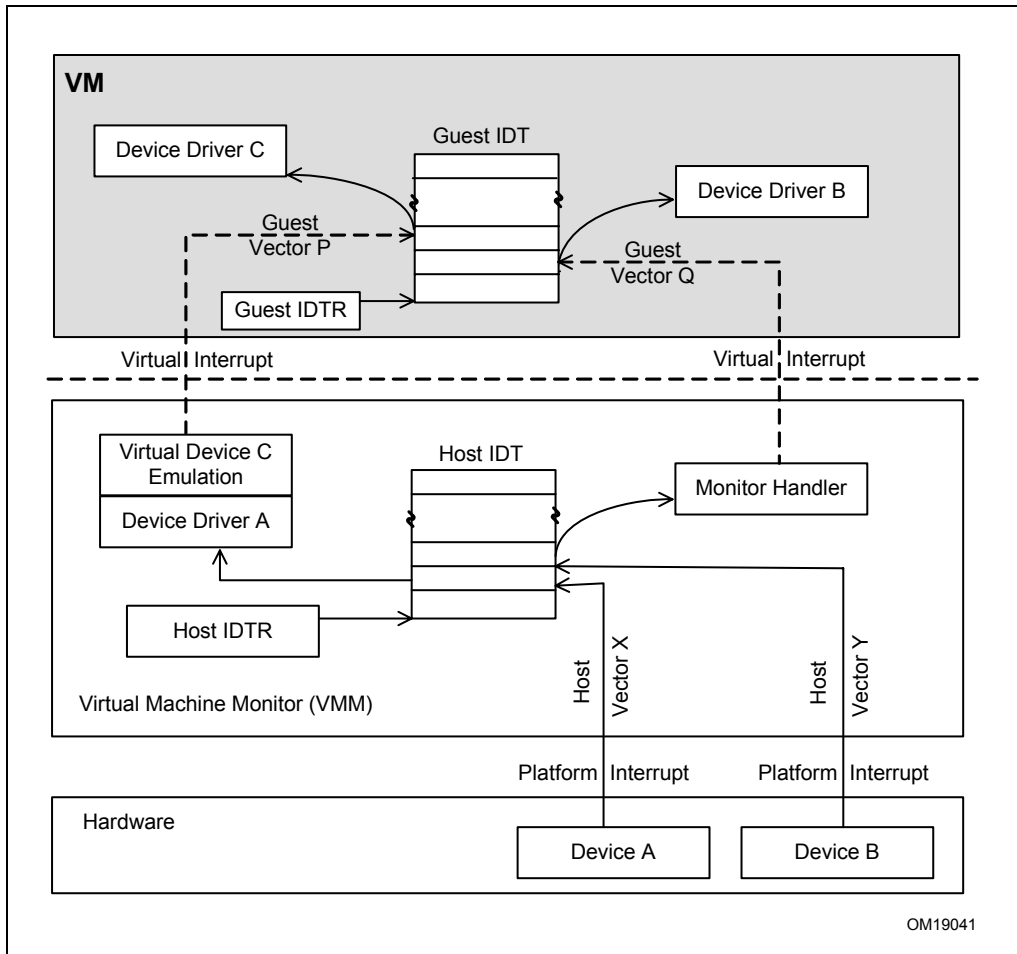 VM
Guest IDT
Device Driver C
Device Driver B
Guest
Vector P
Guest
Vector Q
Guest IDTR
Virtual Interrupt
Virtual Interrupt
Virtual Device C
Emulation
Device Driver A
Host IDT
Monitor Handler
Host IDTR
Host
Vector X
Host
Vector Y
Virtual Machine Monitor (VMM)
Platform Interrupt
Platform Interrupt
Hardware
Device A
Device B
OM19041